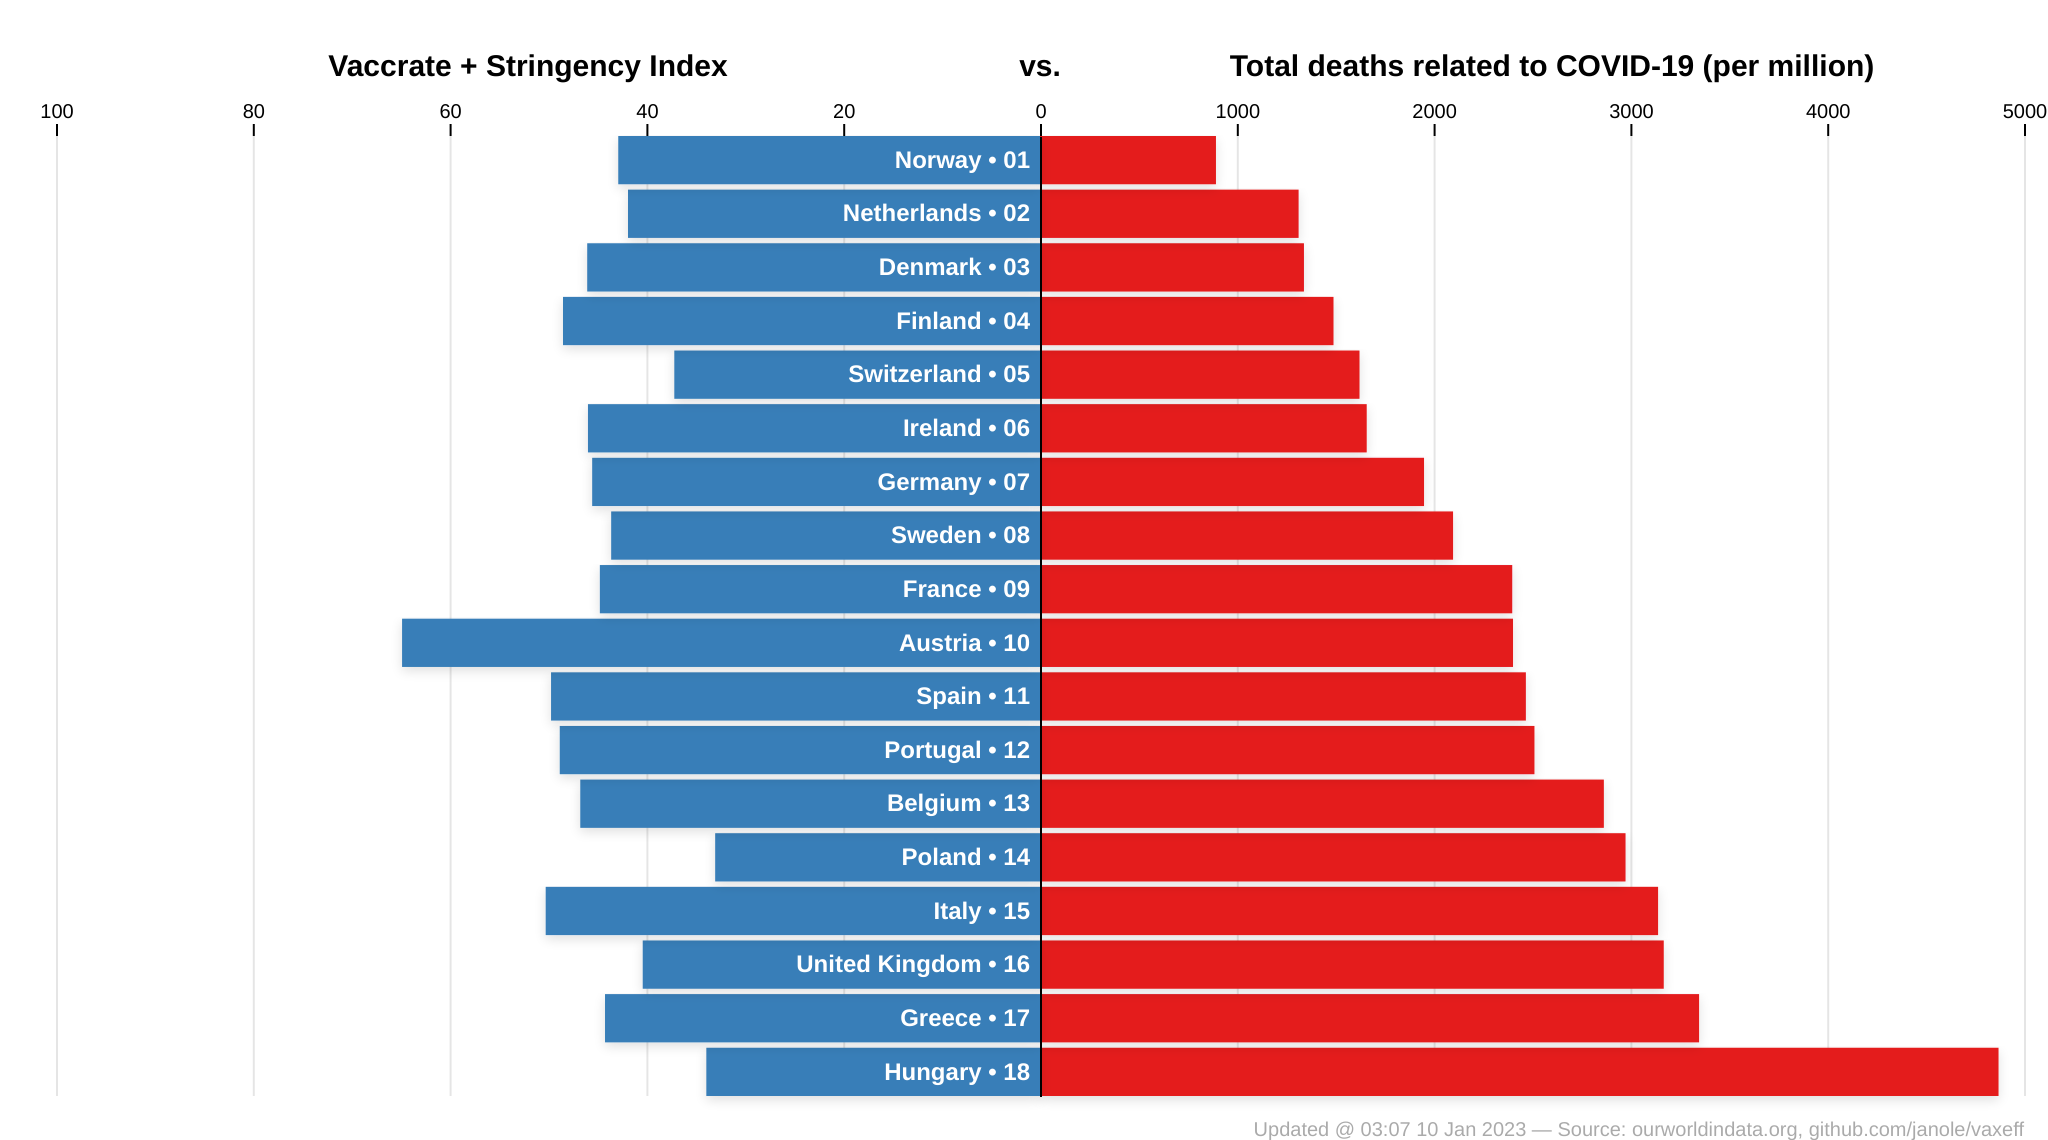 Vaccrate + Stringency Index vs. Total deaths related to COVID-19 (per million)
100 80 60 40 20 0 1000 2000 3000 4000 5000
Norway • 01
Netherlands • 02
Denmark • 03
Finland • 04
Switzerland • 05
Ireland • 06
Germany • 07
Sweden • 08
France • 09
Austria • 10
Spain • 11
Portugal • 12
Belgium • 13
Poland • 14
Italy • 15
United Kingdom • 16
Greece • 17
Hungary • 18
Updated @ 03:07 10 Jan 2023 — Source: ourworldindata.org, github.com/janole/vaxeff